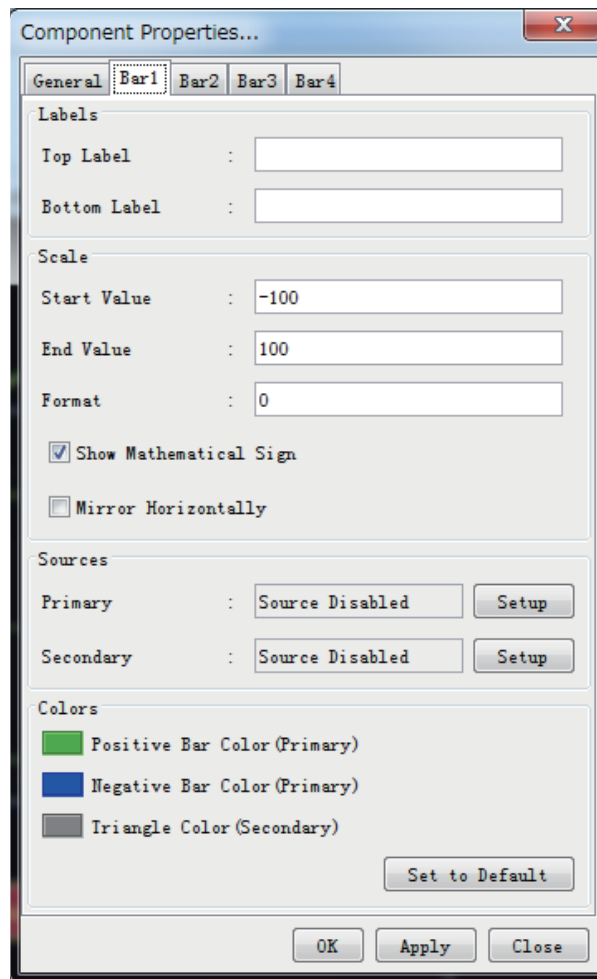 Component Properties...
General Bar1 Bar2 Bar3 Bar4
Labels
Top Label :
Bottom Label :
Scale
Start Value : -100
End Value : 100
Format : 0
Show Mathematical Sign
Mirror Horizontally
Sources
Primary : Source Disabled Setup
Secondary : Source Disabled Setup
Colors
Positive Bar Color(Primary)
Negative Bar Color(Primary)
Triangle Color(Secondary)
Set to Default
OK Apply Close